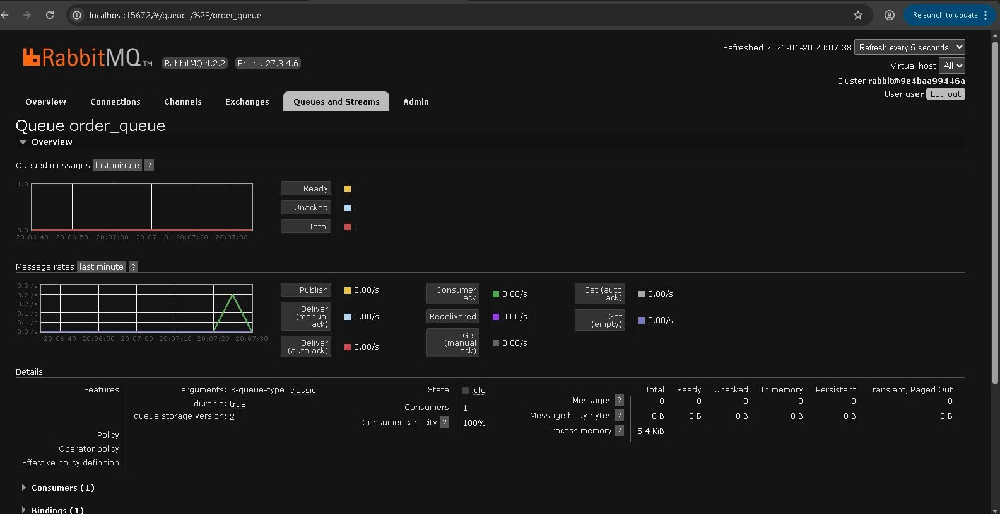 localhost:15672/#/queues/%2F/order_queue
Relaunch to update
RabbitMQ TM
RabbitMQ 4.2.2 Erlang 27.3.4.6
Refreshed 2026-01-20 20:07:38 Refresh every 5 seconds
Virtual host All
Cluster rabbit@9e4baa99446a
User user Log out
Overview Connections Channels Exchanges Queues and Streams Admin
Queue order_queue
Overview
Queued messages last minute ?
1.0
0.0
20:06:40 20:06:50 20:07:00 20:07:10 20:07:20 20:07:30
Ready 0
Unacked 0
Total 0
Message rates last minute ?
0.3 /s
0.2 /s
0.2 /s
0.1 /s
0.1 /s
0.0 /s
20:06:40 20:06:50 20:07:00 20:07:10 20:07:20 20:07:30
Publish 0.00/s
Deliver
(manual
ack)
0.00/s
Deliver
(auto ack)
0.00/s
Consumer
ack
0.00/s
Redelivered 0.00/s
Get
(manual
ack)
0.00/s
Get (auto
ack)
0.00/s
Get
(empty)
0.00/s
Details
Features
arguments: x-queue-type: classic
durable: true
queue storage version: 2
Policy
Operator policy
Effective policy definition
State idle
Consumers 1
Consumer capacity ? 100%
Total Ready Unacked In memory Persistent Transient, Paged Out
Messages ? 0 0 0 0 0 0
Message body bytes ? 0 B 0 B 0 B 0 B 0 B 0 B
Process memory ? 5.4 KiB
Consumers (1)
Bindings (1)